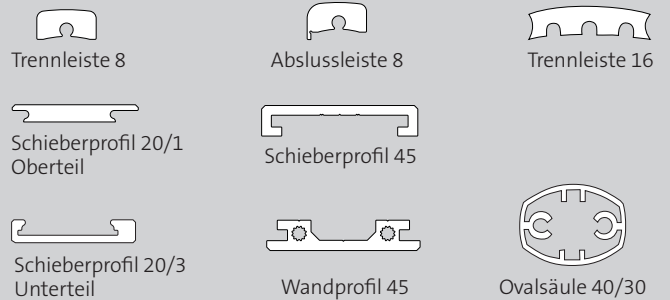 Trennleiste 8
Abslussleiste 8
Trennleiste 16
Schieberprofil 20/1
Oberteil
Schieberprofil 45
Schieberprofil 20/3
Unterteil
Wandprofil 45
Ovalsäule 40/30